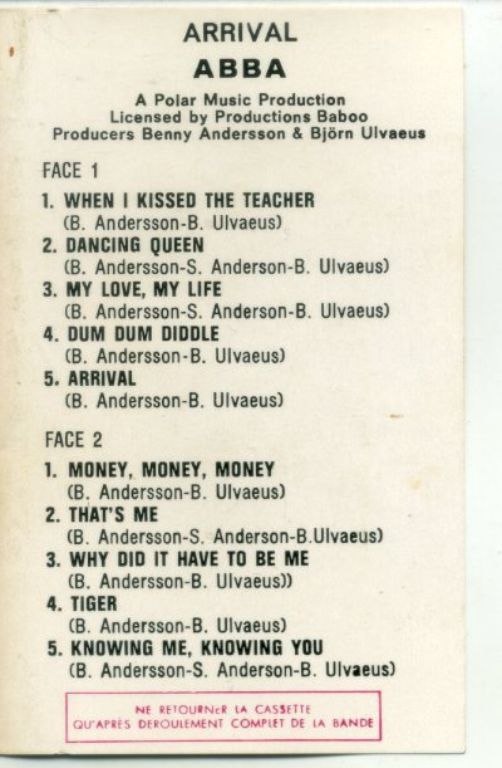 ARRIVAL
ABBA
A Polar Music Production
Licensed by Productions Baboo
Producers Benny Andersson & Björn Ulvaeus
FACE 1
1. WHEN I KISSED THE TEACHER
(B. Andersson-B. Ulvaeus)
2. DANCING QUEEN
(B. Andersson-S. Anderson-B. Ulvaeus)
3. MY LOVE, MY LIFE
(B. Andersson-S. Anderson-B. Ulvaeus)
4. DUM DUM DIDDLE
(B. Andersson-B. Ulvaeus)
5. ARRIVAL
(B. Andersson-B. Ulvaeus)
FACE 2
1. MONEY, MONEY, MONEY
(B. Andersson-B. Ulvaeus)
2. THAT'S ME
(B. Andersson-S. Anderson-B.Ulvaeus)
3. WHY DID IT HAVE TO BE ME
(B. Andersson-B. Ulvaeus))
4. TIGER
(B. Andersson-B. Ulvaeus)
5. KNOWING ME, KNOWING YOU
(B. Andersson-S. Anderson-B. Ulvaeus)
NE RETOURNER LA CASSETTE
QU'APRÈS DEROULEMENT COMPLET DE LA BANDE